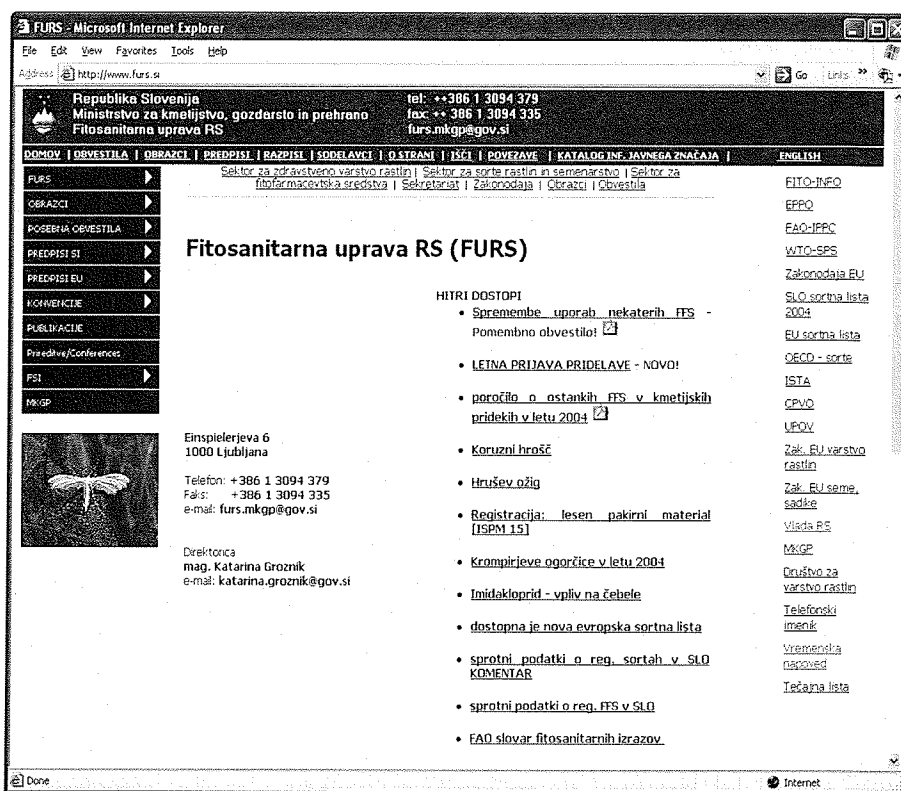 FURS - Microsoft Internet Explorer
File Edit View Favorites Tools Help
Address http://www.furs.si
Go Links »
Republika Slovenija
Ministrstvo za kmetijstvo, gozdarsto in prehrano
Fitosanitarna uprava RS
tel: ++386 1 3094 379
fax: ++ 386 1 3094 335
furs.mkgp@gov.si
DOMOV | OBVESTILA | OBRAZCI | PREDPISI | RAZPISI | SODELAVCI | O STRANI | IŠČI | POVEZAVE | KATALOG INF. JAVNEGA ZNAČAJA | ENGLISH
FURS
OBRAZCI
POSEBNA OBVESTILA
PREDPISI SI
PREDPISI EU
KONVENCIJE
PUBLIKACIJE
Prireditve/Conferences
FSI
MKGP
Sektor za zdravstveno varstvo rastlin | Sektor za sorte rastlin in semenarstvo | Sektor za
fitofarmacevtska sredstva | Sekretariat | Zakonodaja | Obrazci | Obvestila
Fitosanitarna uprava RS (FURS)
Einspielerjeva 6
1000 Ljubljana
Telefon: +386 1 3094 379
Faks: +386 1 3094 335
e-mail: furs.mkgp@gov.si
Direktorica
mag. Katarina Groznik
e-mail: katarina.groznik@gov.si
HITRI DOSTOPI
• Spremembe uporab nekaterih FFS -
Pomembno obvestilo!
• LETNA PRIJAVA PRIDELAVE - NOVO!
• poročilo o ostankih FFS v kmetijskih
pridekih v letu 2004
• Koruzni hrošč
• Hrušev ožig
• Registracija: lesen pakirni material
[ISPM 15]
• Krompirjeve ogorčice v letu 2004
• Imidakloprid - vpliv na čebele
• dostopna je nova evropska sortna lista
• sprotni podatki o reg. sortah v SLO
KOMENTAR
• sprotni podatki o reg. FFS v SLO
• FAO slovar fitosanitarnih izrazov
FITO-INFO
EPPO
FAO-IPPC
WTO-SPS
Zakonodaja EU
SLO sortna lista
2004
EU sortna lista
OECD - sorte
ISTA
CPVO
UPOV
Zak. EU varstvo
rastlin
Zak. EU seme,
sadike
Vlada RS
MKGP
Društvo za
varstvo rastlin
Telefonski
imenik
Vremenska
napoved
Tečajna lista
Done
Internet